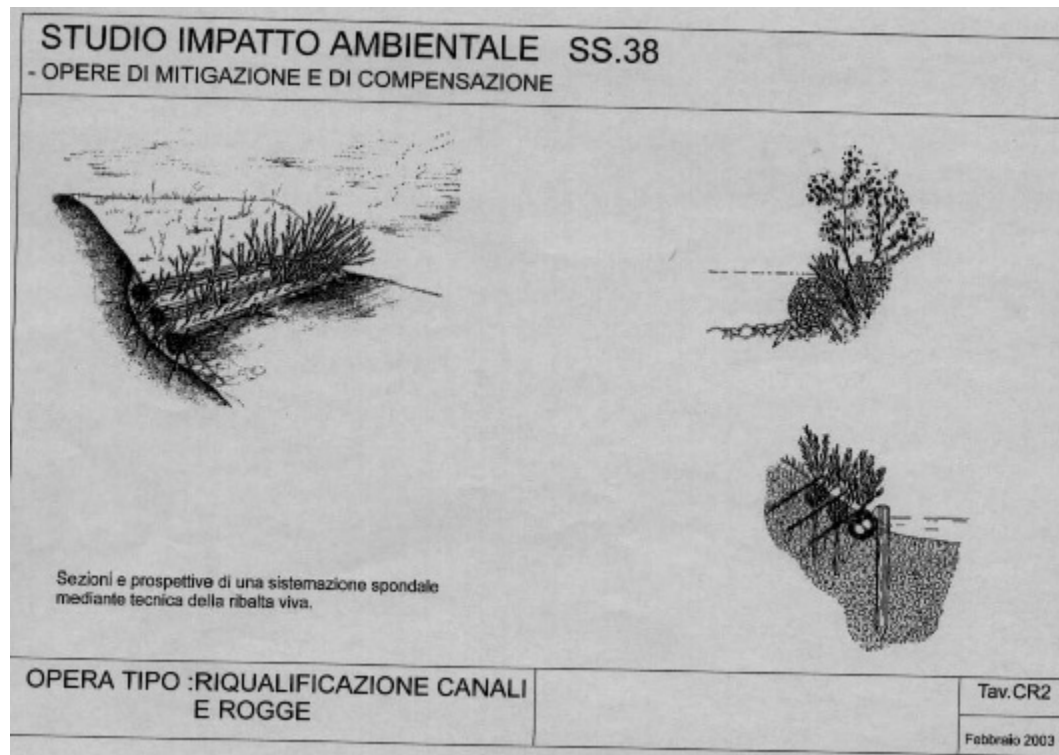 STUDIO IMPATTO AMBIENTALE SS.38
- OPERE DI MITIGAZIONE E DI COMPENSAZIONE
Sezioni e prospettive di una sistemazione spondale
mediante tecnica della ribalta viva.
OPERA TIPO :RIQUALIFICAZIONE CANALI
E ROGGE
Tav.CR2
Febbraio 2003